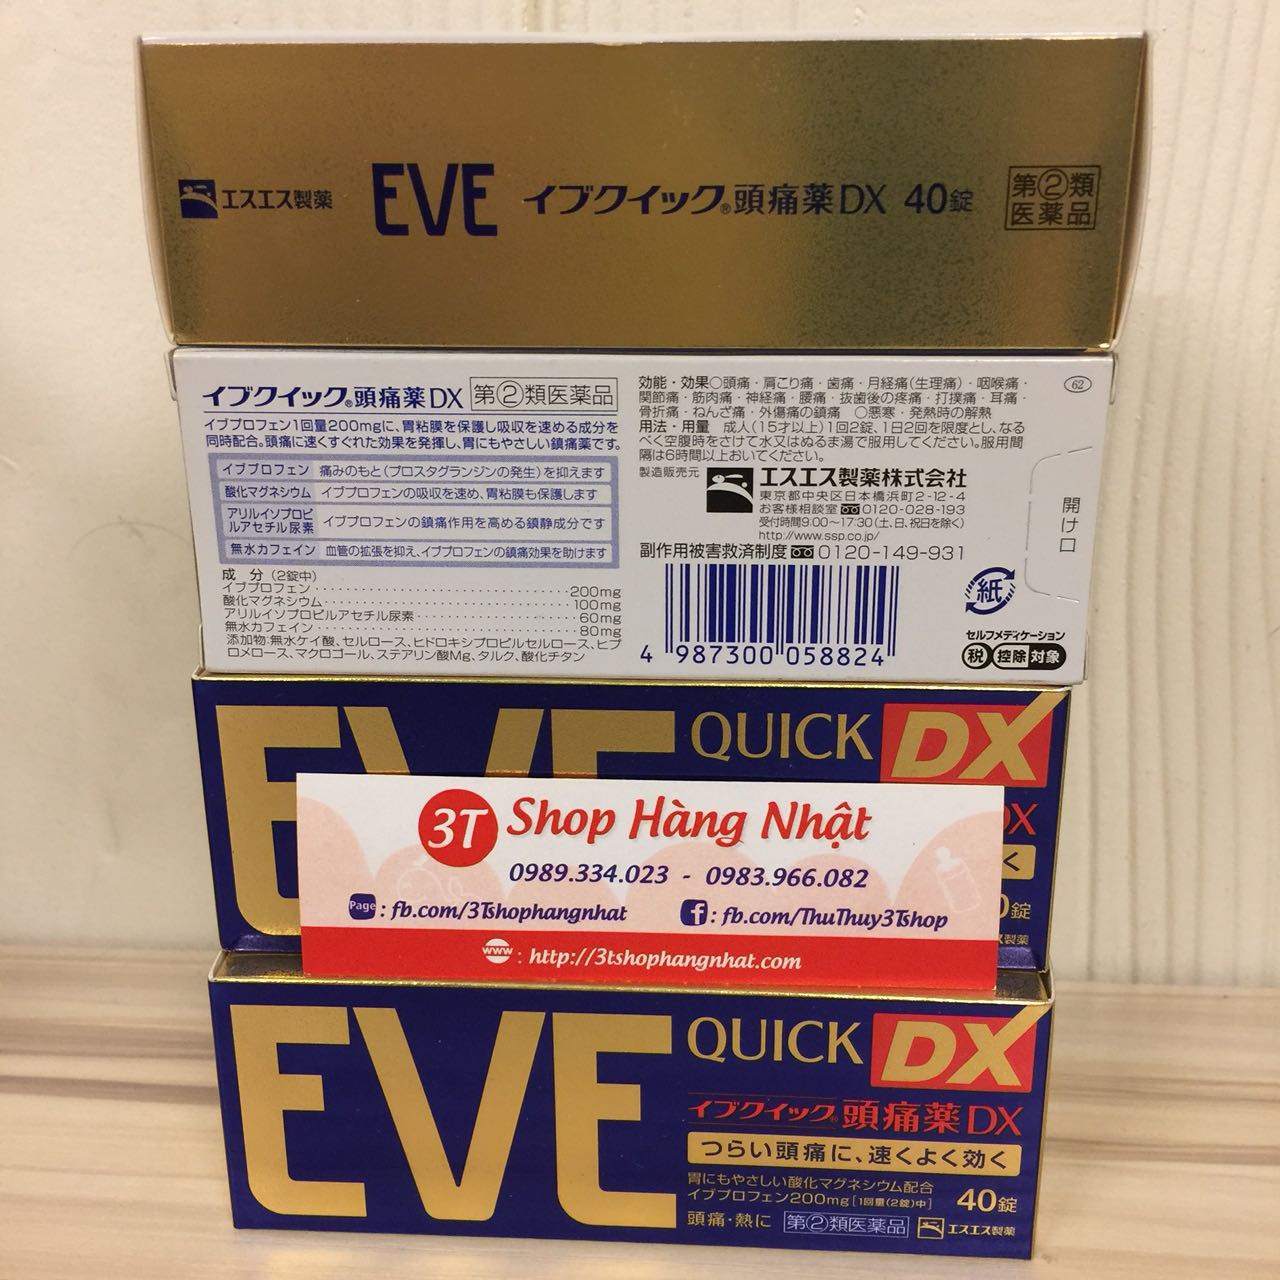 エスエス製薬 EVE イブクイック®頭痛薬DX 40錠 第②類医薬品
イブクイック®頭痛薬DX 第②類医薬品
イブプロフェン1回量200mgに、胃粘膜を保護し吸収を速める成分を
同時配合。頭痛に速くすぐれた効果を発揮し、胃にもやさしい鎮痛薬です。
イブプロフェン 痛みのもと(プロスタグランジンの発生)を抑えます
酸化マグネシウム イブプロフェンの吸収を速め、胃粘膜も保護します
アリルイソプロピルアセチル尿素 イブプロフェンの鎮痛作用を高める鎮静成分です
無水カフェイン 血管の拡張を抑え、イブプロフェンの鎮痛効果を助けます
成 分(2錠中)
イブプロフェン 200mg
酸化マグネシウム 100mg
アリルイソプロピルアセチル尿素 60mg
無水カフェイン 80mg
添加物:無水ケイ酸、セルロース、ヒドロキシプロピルセルロース、ヒプ
ロメロース、マクロゴール、ステアリン酸Mg、タルク、酸化チタン
効能・効果○頭痛・肩こり痛・歯痛・月経痛(生理痛)・咽喉痛・
関節痛・筋肉痛・神経痛・腰痛・抜歯後の疼痛・打撲痛・耳痛・
骨折痛・ねんざ痛・外傷痛の鎮痛 ○悪寒・発熱時の解熱
用法・用量 成人(15才以上)1回2錠、1日2回を限度とし、なる
べく空腹時をさけて水又はぬるま湯で服用してください。服用間
隔は6時間以上おいてください。
製造販売元 エスエス製薬株式会社
東京都中央区日本橋浜町2-12-4
お客様相談室 0120-028-193
受付時間9:00〜17:30(土、日、祝日を除く)
http://www.ssp.co.jp/
副作用被害救済制度 0120-149-931
4 987300 058824
62
開け口
紙
セルフメディケーション
税 控除 対象
EVE QUICK DX
DX
く
0錠
製薬
3T Shop Hàng Nhật
0989.334.023 - 0983.966.082
Page : fb.com/3Tshophangnhat f : fb.com/ThuThuy3Tshop
www : http://3tshophangnhat.com
EVE QUICK DX
イブクイック®頭痛薬DX
つらい頭痛に、速くよく効く
胃にもやさしい酸化マグネシウム配合
イブプロフェン200mg[1回量(2錠)中] 40錠
頭痛・熱に 第②類医薬品 エスエス製薬